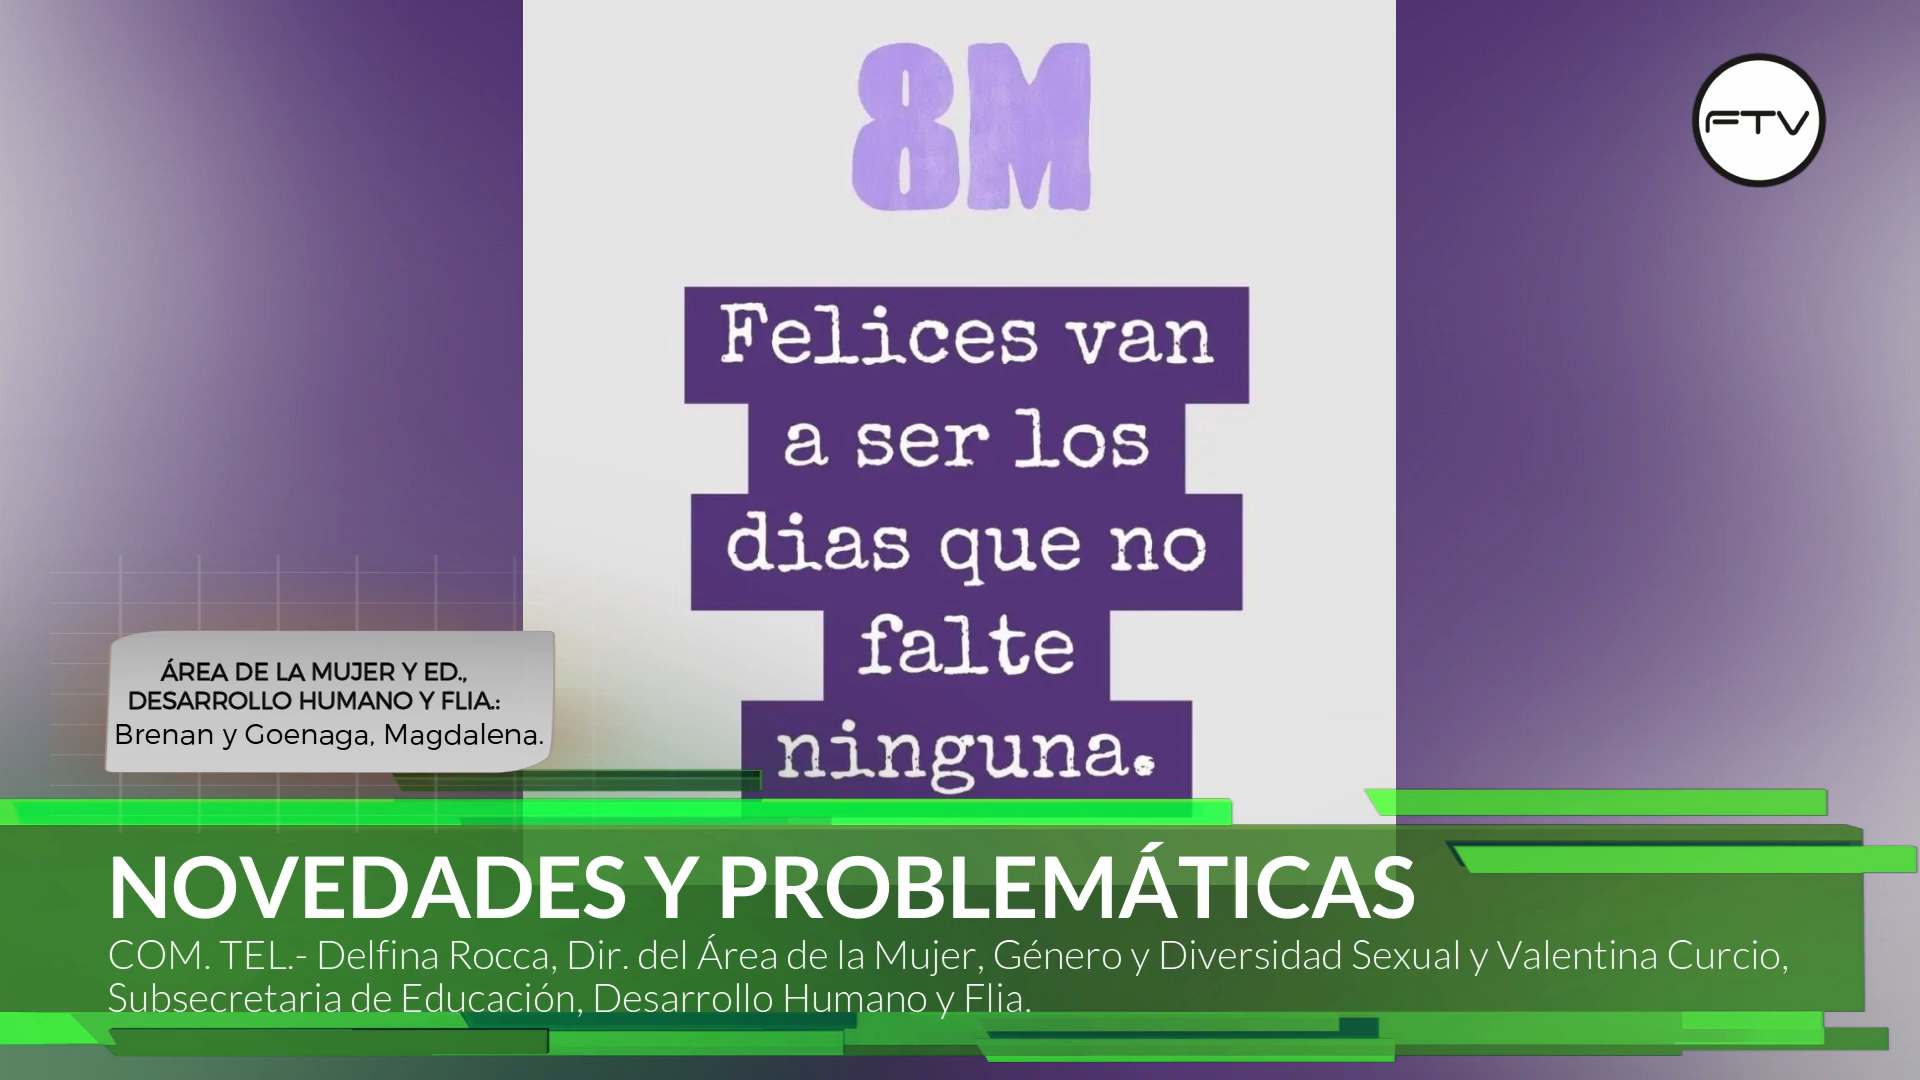 8M
FTV
Felices van
a ser los
dias que no
falte
ninguna.
ÁREA DE LA MUJER Y ED.,
DESARROLLO HUMANO Y FLIA.:
Brenan y Goenaga, Magdalena.
NOVEDADES Y PROBLEMÁTICAS
COM. TEL.- Delfina Rocca, Dir. del Área de la Mujer, Género y Diversidad Sexual y Valentina Curcio,
Subsecretaria de Educación, Desarrollo Humano y Flia.